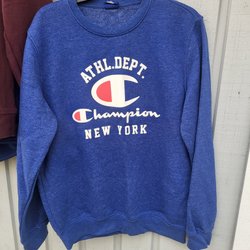 ATHL.DEPT.
C
Champion
NEW YORK